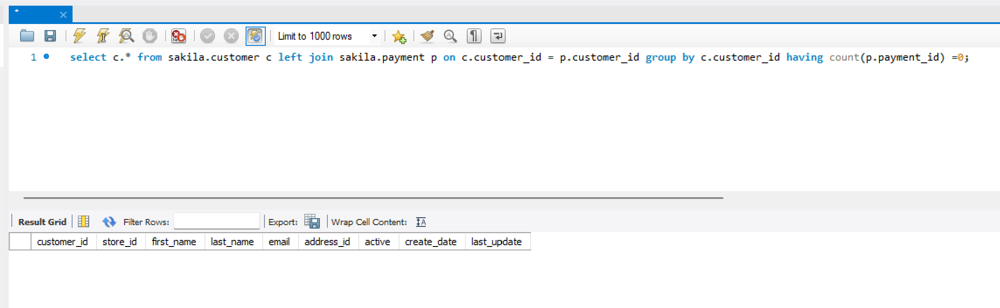 *
Limit to 1000 rows
1 select c.* from sakila.customer c left join sakila.payment p on c.customer_id = p.customer_id group by c.customer_id having count(p.payment_id) =0;
Result Grid Filter Rows: Export: Wrap Cell Content: IA
customer_id store_id first_name last_name email address_id active create_date last_update